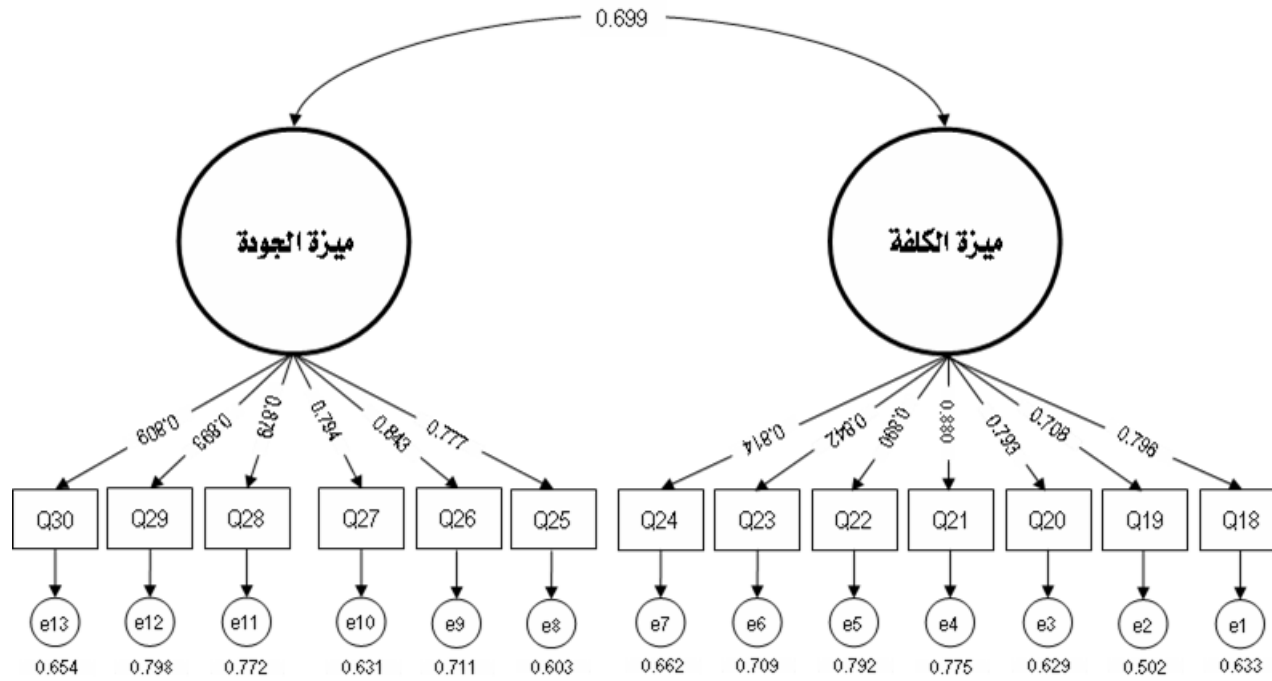 0.699
ميزة الجودة
ميزة الكلفة
0.809 0.893 0.879 0.794 0.843 0.777
0.814 0.842 0.890 0.880 0.793 0.708 0.796
Q30 Q29 Q28 Q27 Q26 Q25 Q24 Q23 Q22 Q21 Q20 Q19 Q18
e13 e12 e11 e10 e9 e8 e7 e6 e5 e4 e3 e2 e1
0.654 0.798 0.772 0.631 0.711 0.603 0.662 0.709 0.792 0.775 0.629 0.502 0.633